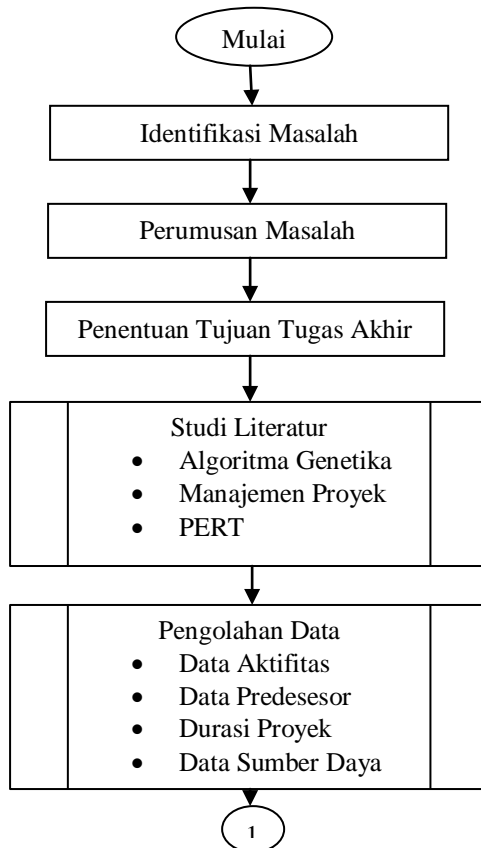 Mulai
Identifikasi Masalah
Perumusan Masalah
Penentuan Tujuan Tugas Akhir
Studi Literatur
• Algoritma Genetika
• Manajemen Proyek
• PERT
Pengolahan Data
• Data Aktifitas
• Data Predesesor
• Durasi Proyek
• Data Sumber Daya
1